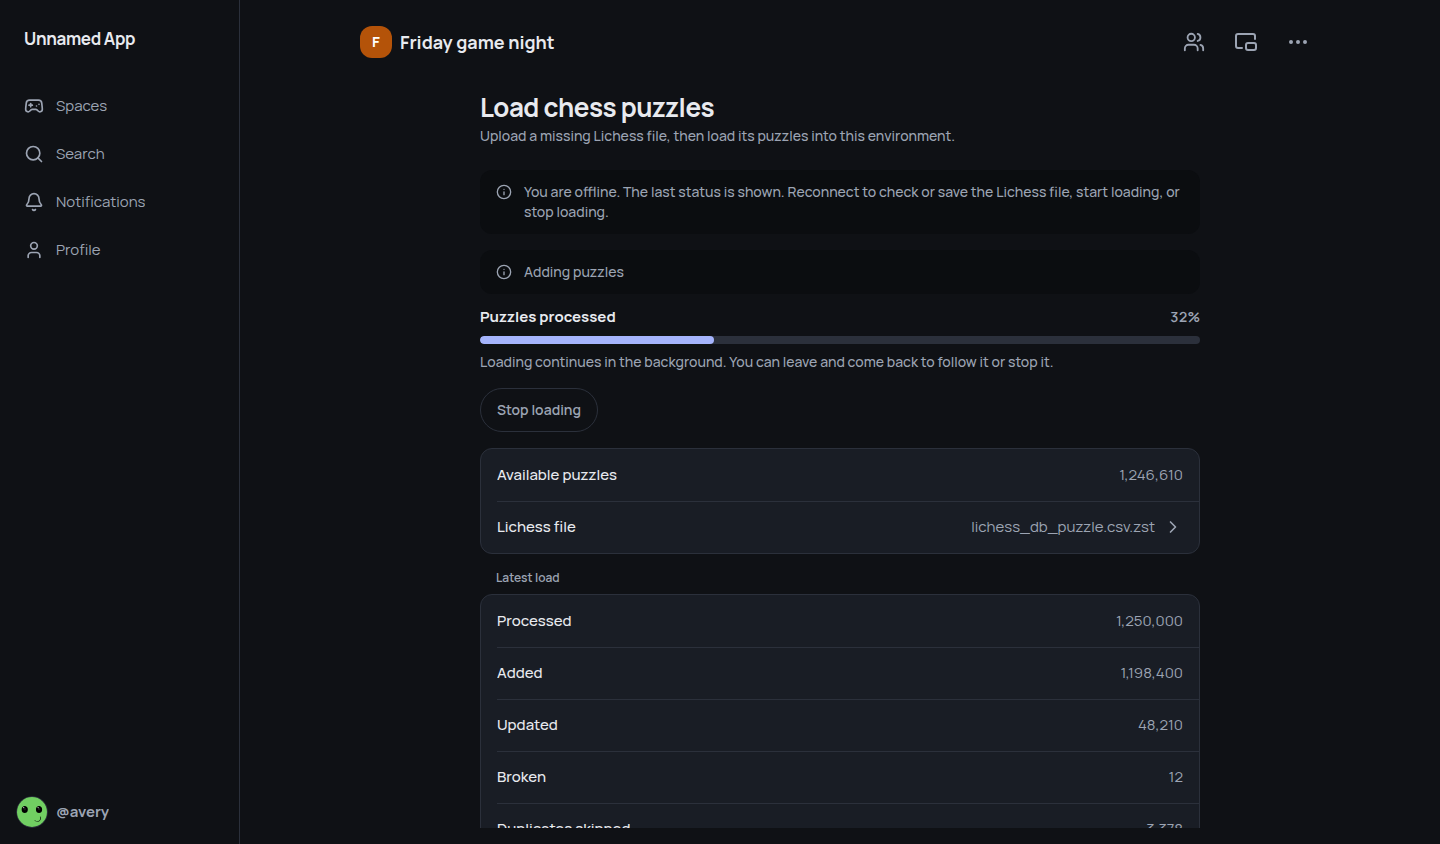 Unnamed App
Spaces
Search
Notifications
Profile
@avery
F Friday game night
Load chess puzzles
Upload a missing Lichess file, then load its puzzles into this environment.
You are offline. The last status is shown. Reconnect to check or save the Lichess file, start loading, or
stop loading.
Adding puzzles
Puzzles processed 32%
Loading continues in the background. You can leave and come back to follow it or stop it.
Stop loading
Available puzzles 1,246,610
Lichess file lichess_db_puzzle.csv.zst
Latest load
Processed 1,250,000
Added 1,198,400
Updated 48,210
Broken 12
Duplicates skipped 3,378